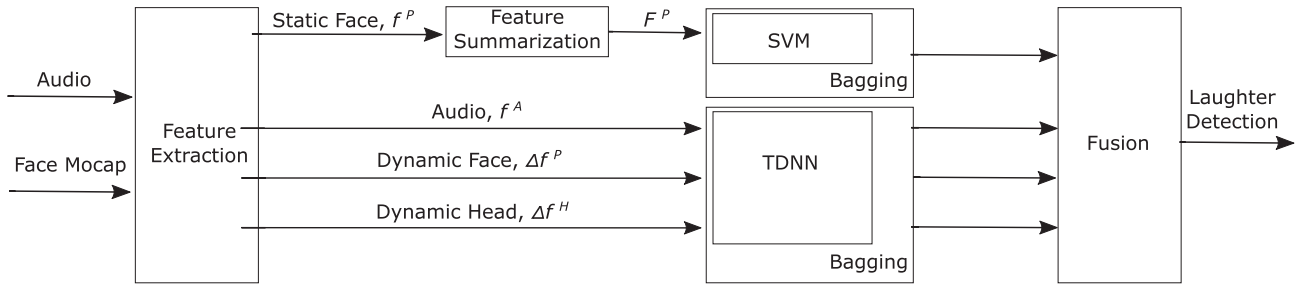 Static Face, f P
Feature
Summarization
F P
SVM
Bagging
Audio
Face Mocap
Feature
Extraction
Audio, f A
Dynamic Face, Δf P
Dynamic Head, Δf H
TDNN
Bagging
Fusion
Laughter
Detection